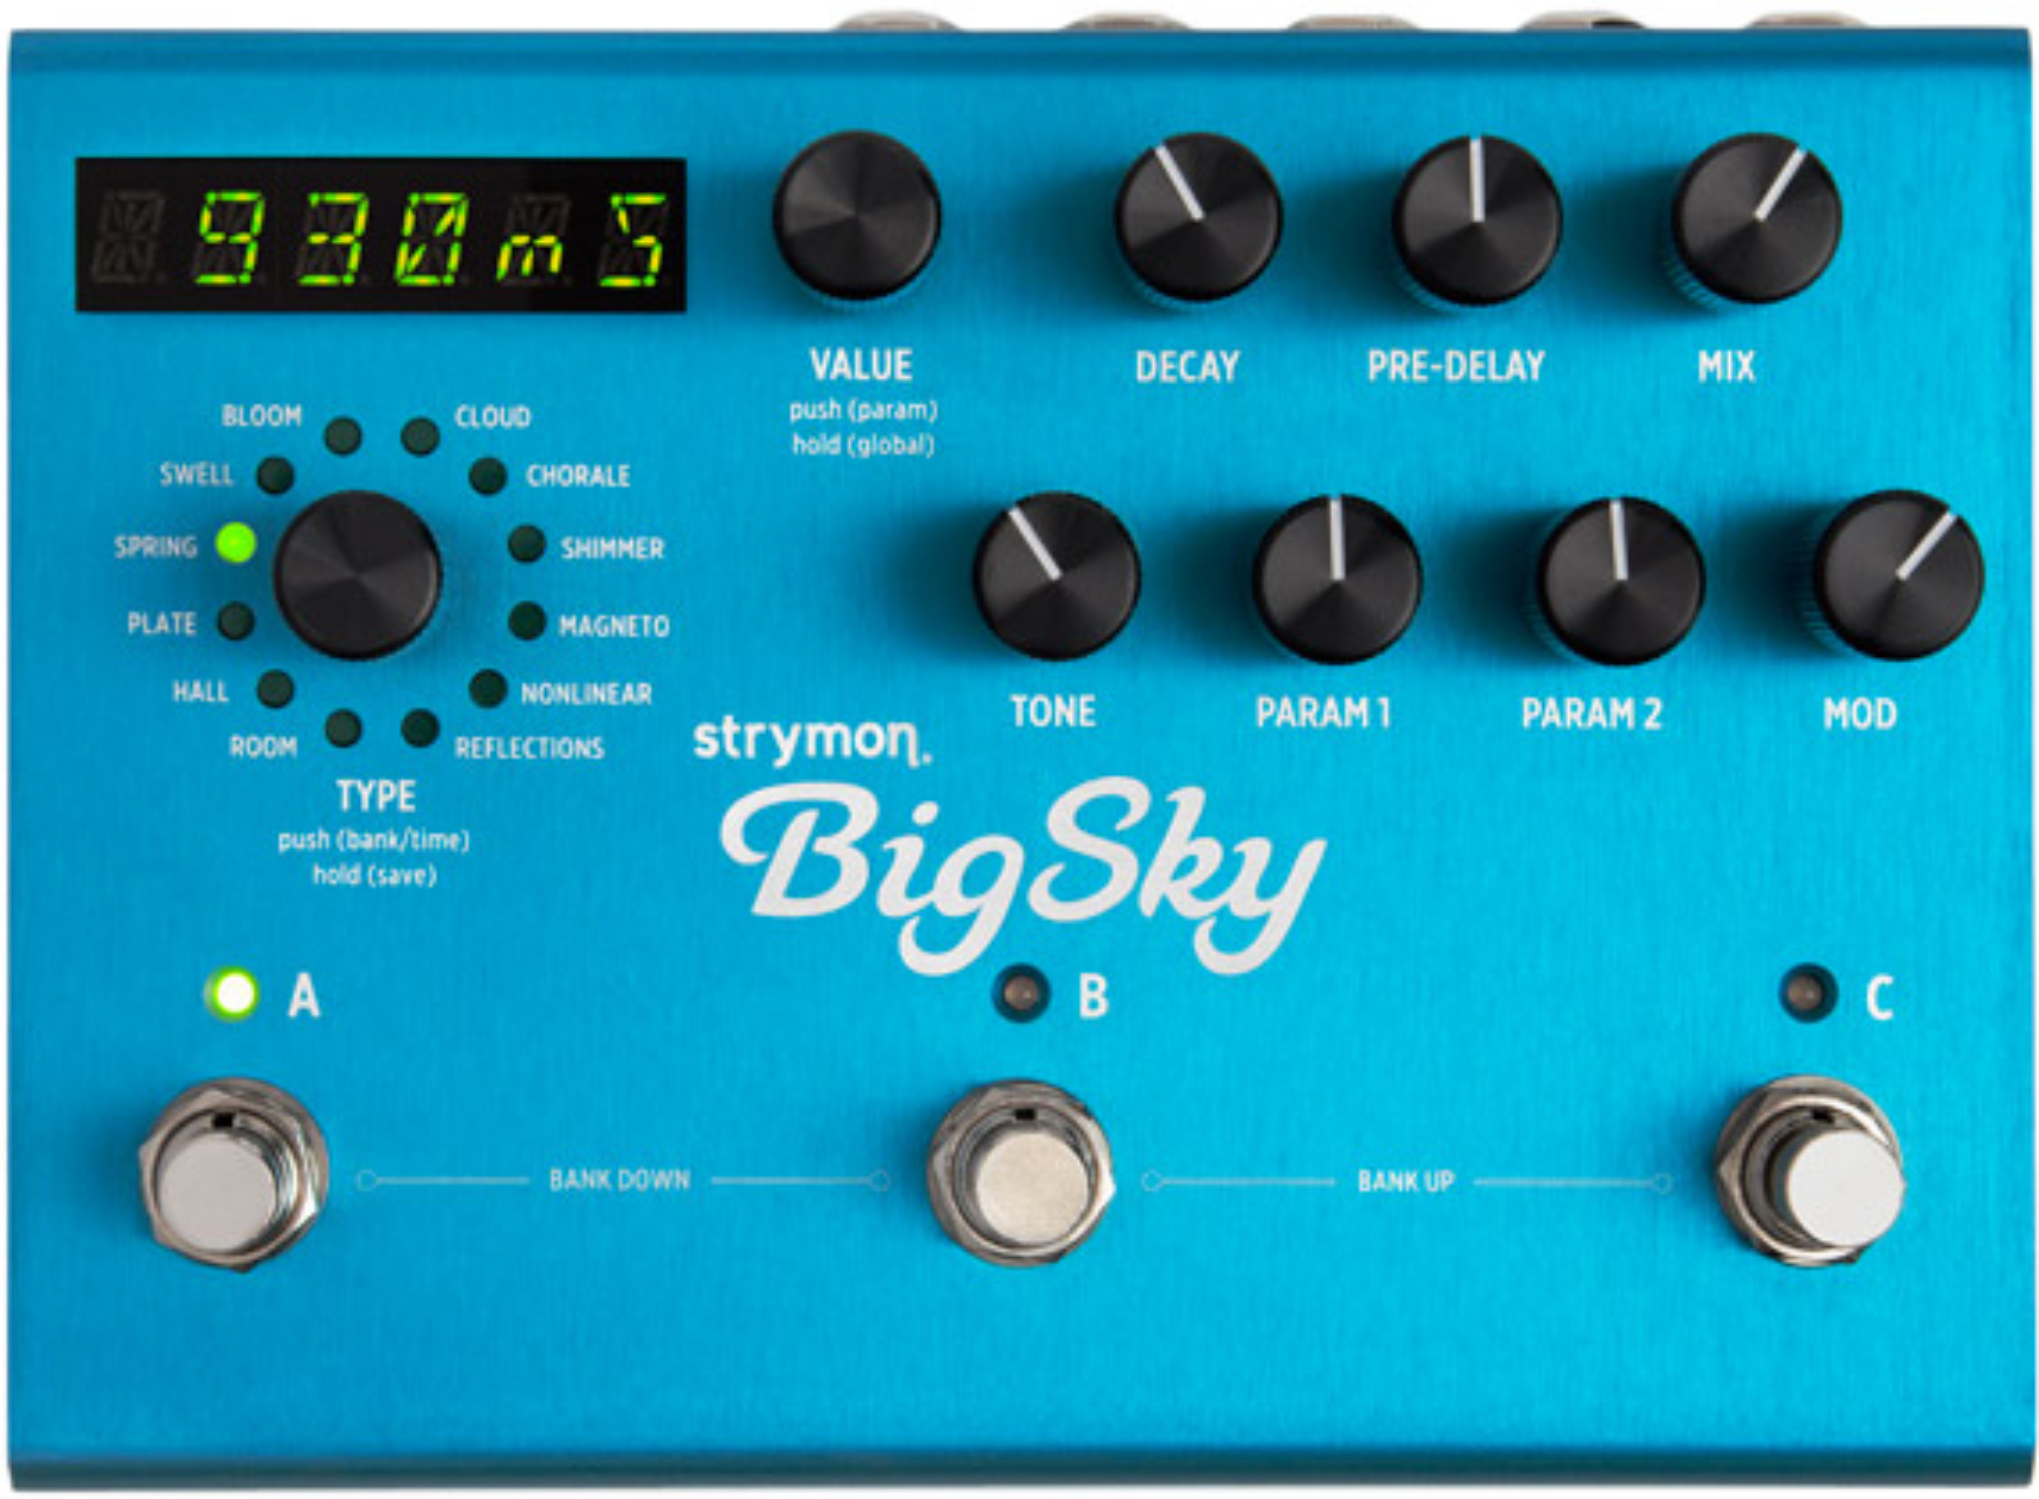 930mS
VALUE
push (param)
hold (global)
DECAY
PRE-DELAY
MIX
BLOOM
CLOUD
SWELL
CHORALE
SPRING
SHIMMER
PLATE
MAGNETO
HALL
NONLINEAR
ROOM
REFLECTIONS
TYPE
push (bank/time)
hold (save)
TONE
PARAM 1
PARAM 2
MOD
strymon.
BigSky
A
B
C
BANK DOWN
BANK UP